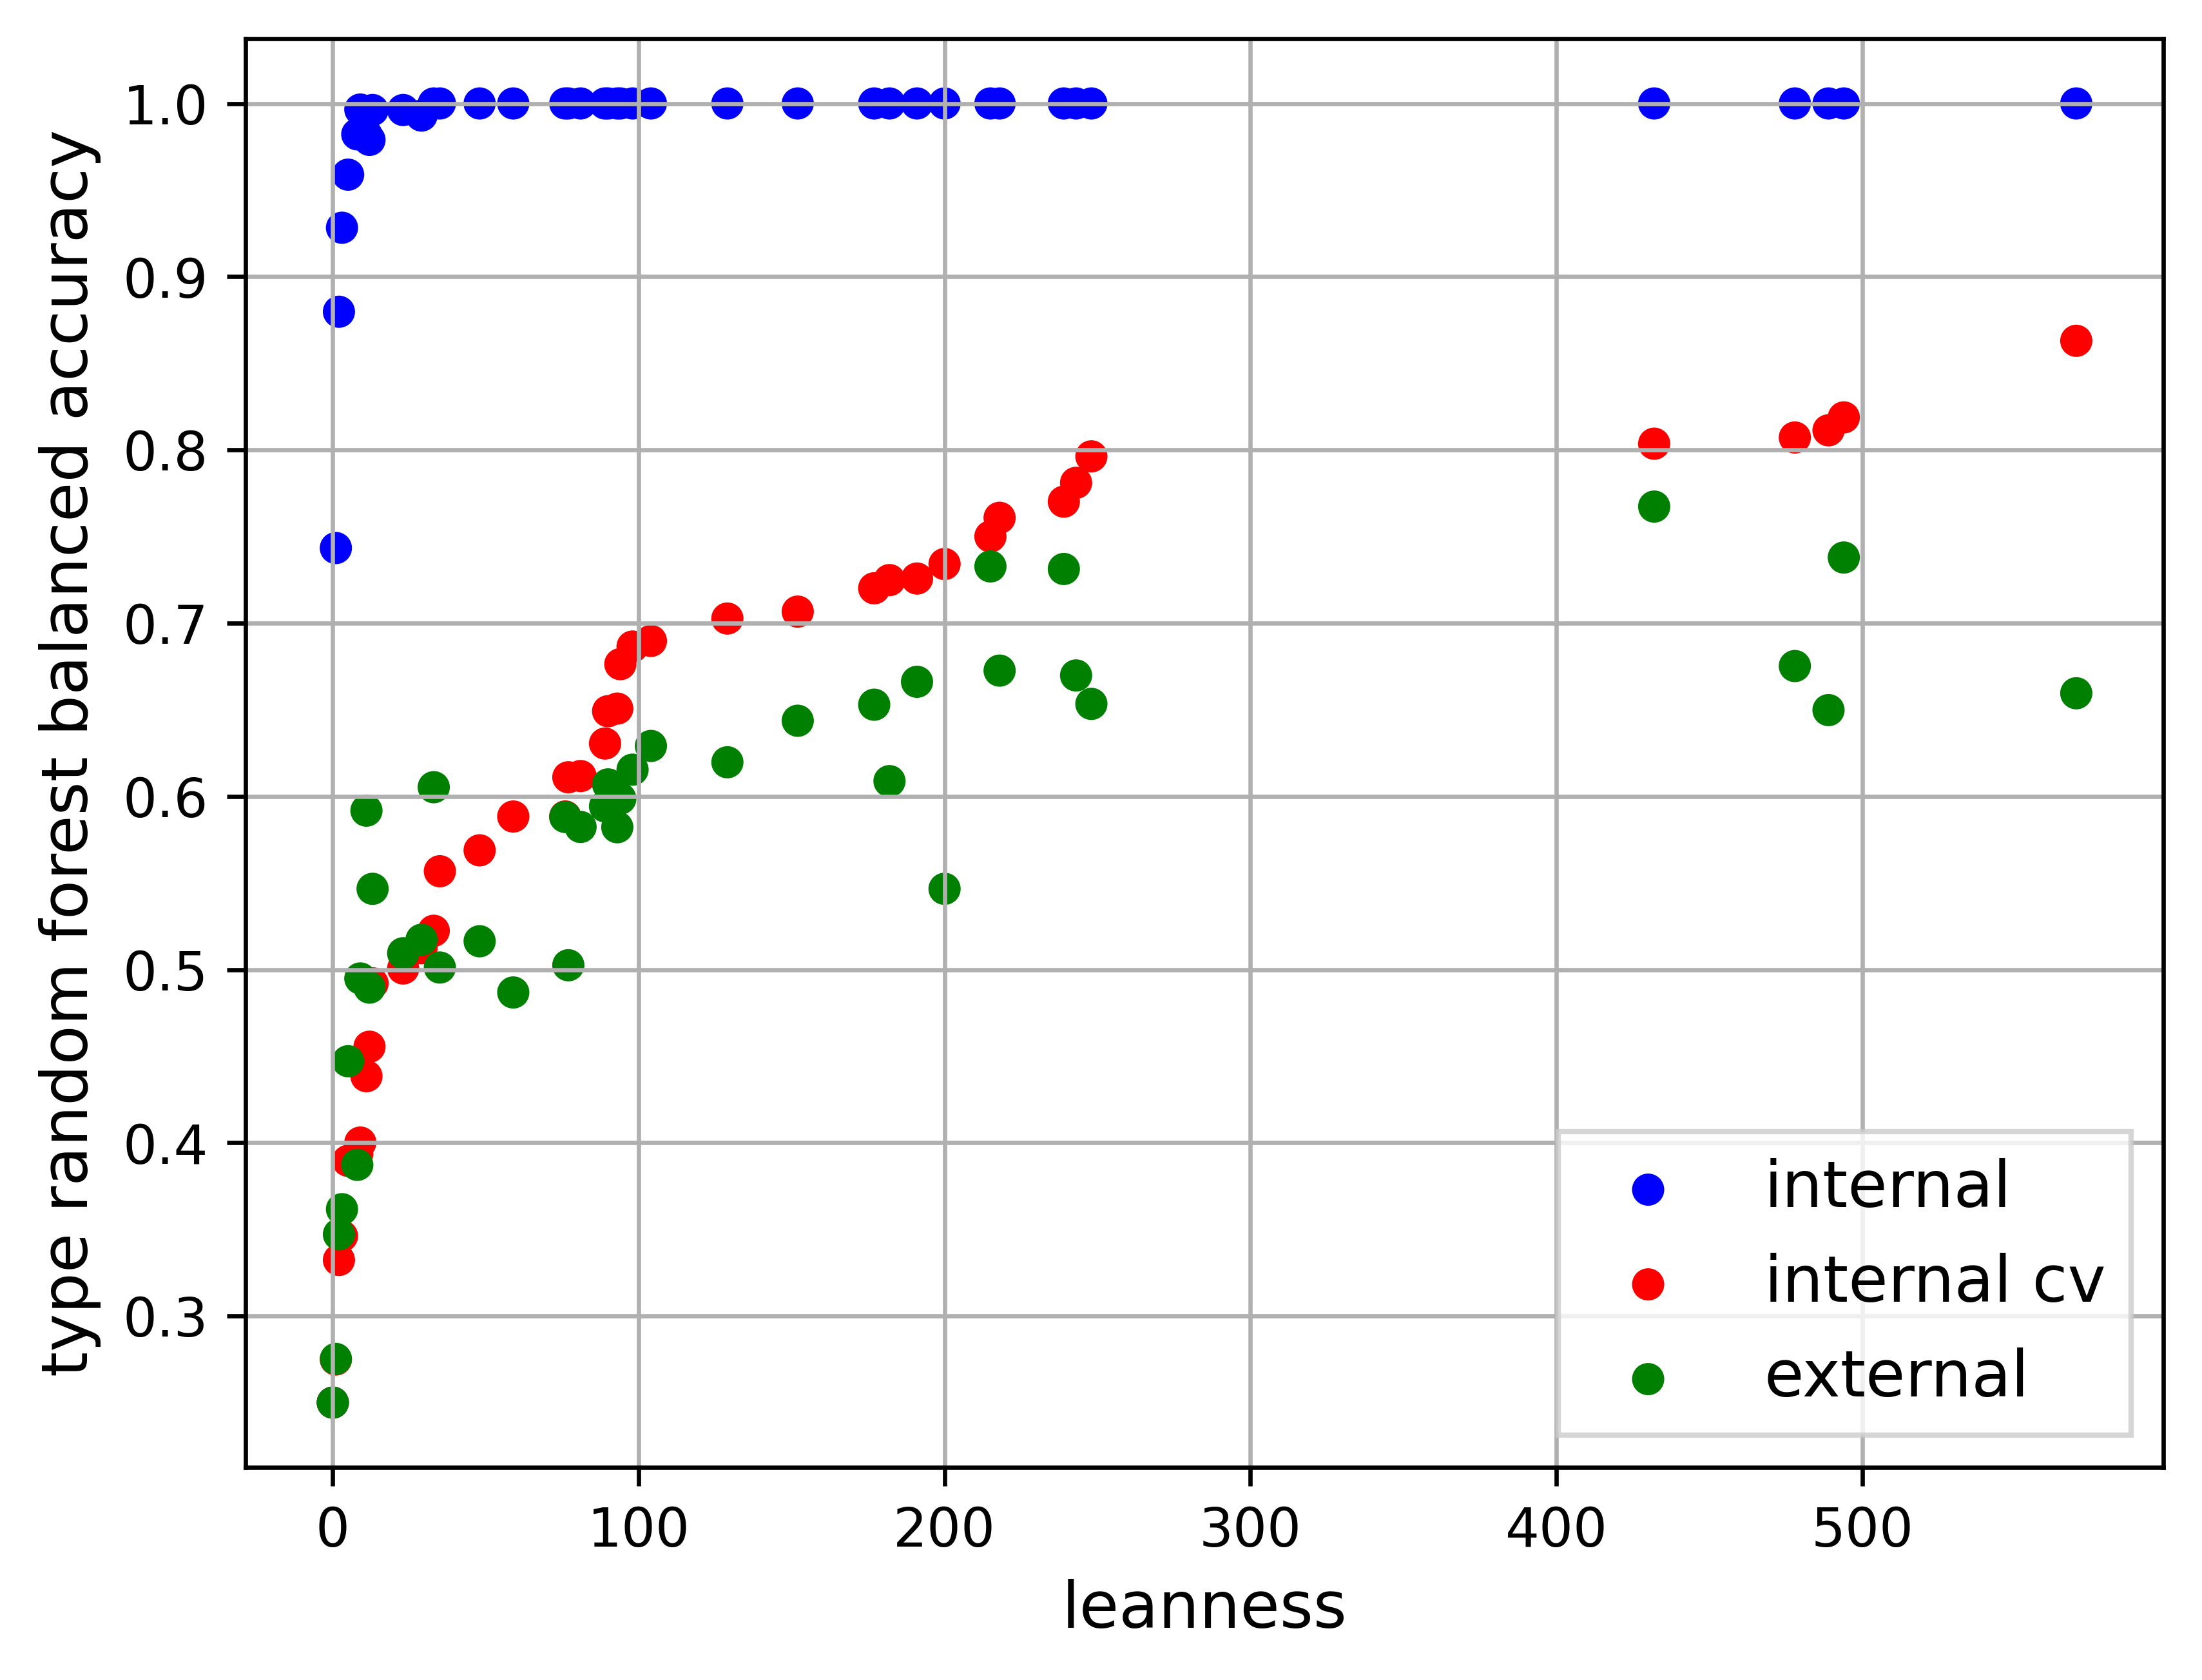 type random forest balanced accuracy
1.0
0.9
0.8
0.7
0.6
0.5
0.4
0.3
internal
internal cv
external
0 100 200 300 400 500
leanness